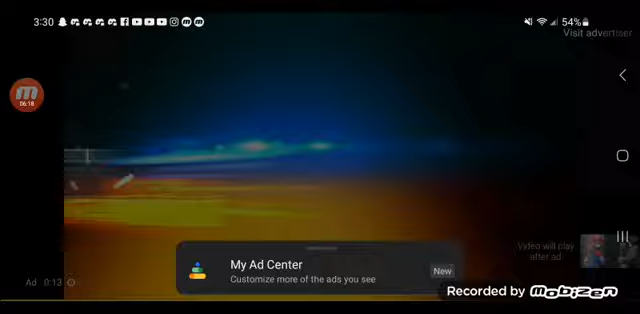 3:30
54%
Visit advertiser
06:18
Video will play
after ad
My Ad Center
Customize more of the ads you see
New
Ad 0:13
Recorded by mobizen